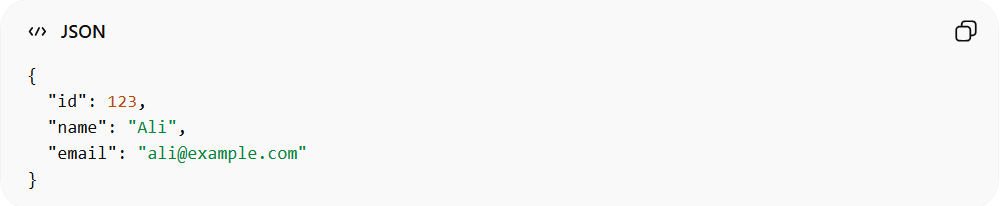 JSON
{
  "id": 123,
  "name": "Ali",
  "email": "ali@example.com"
}